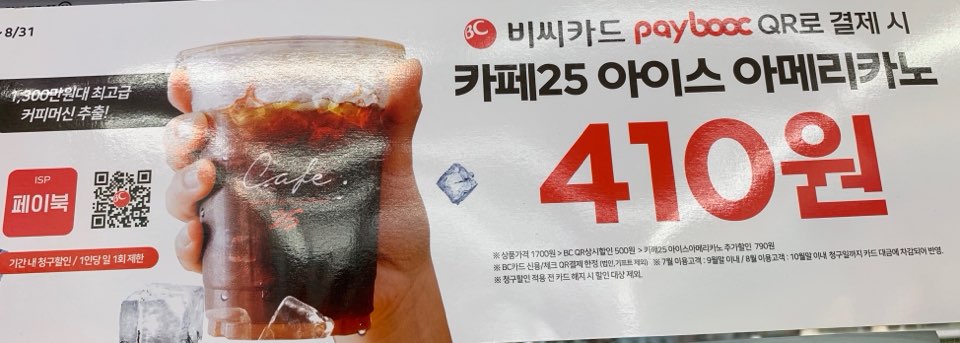 ~ 8/31
1,300만원대 최고급
커피머신 추출!
ISP
페이북
BC
기간 내 청구할인 / 1인당 일 1회 제한
Cafe.
BC 비씨카드 paybooc QR로 결제 시
카페25 아이스 아메리카노
410원
※ 상품가격 1700원 > BC QR상시할인 500원 > 카페25 아이스아메리카노 추가할인 790원
※ BC카드 신용/체크 QR결제 한정 (법인,기프트 제외) ※ 7월 이용고객 : 9월말 이내 / 8월 이용고객 : 10월말 이내 청구일까지 카드 대금에 차감되어 반영.
※ 청구할인 적용 전 카드 해지 시 할인 대상 제외.